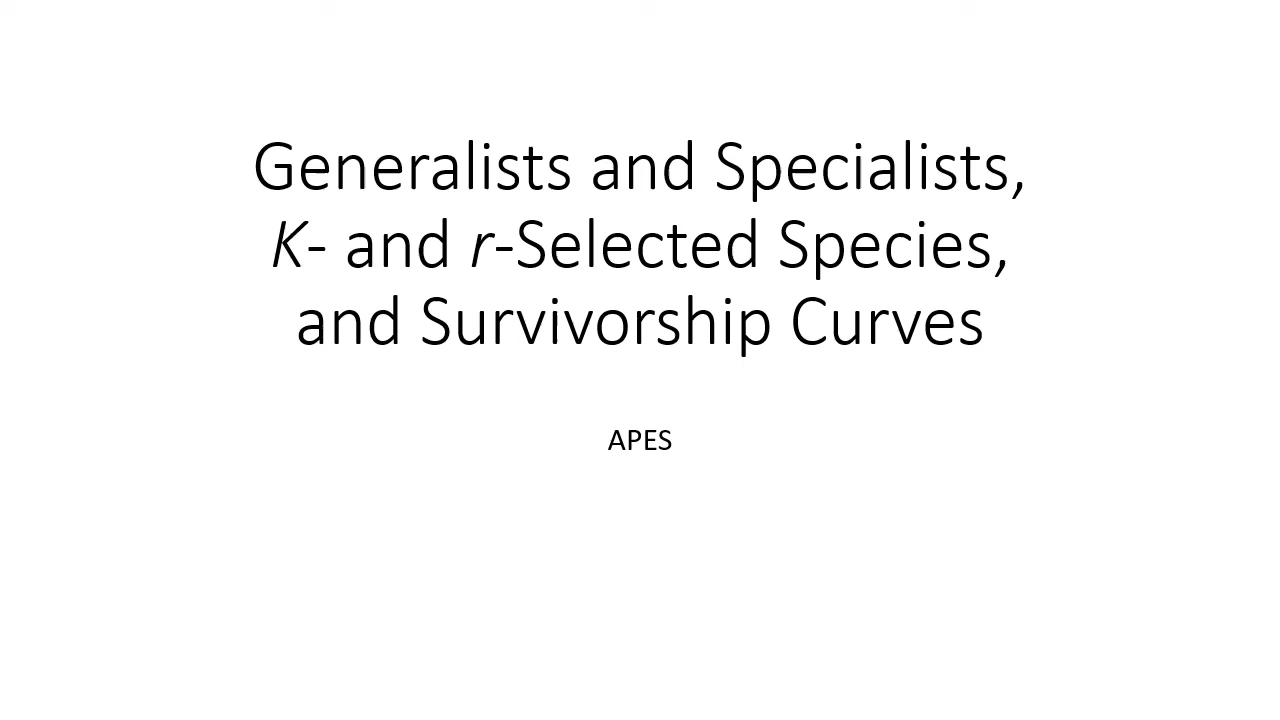 Generalists and Specialists,
K- and r-Selected Species,
and Survivorship Curves
APES